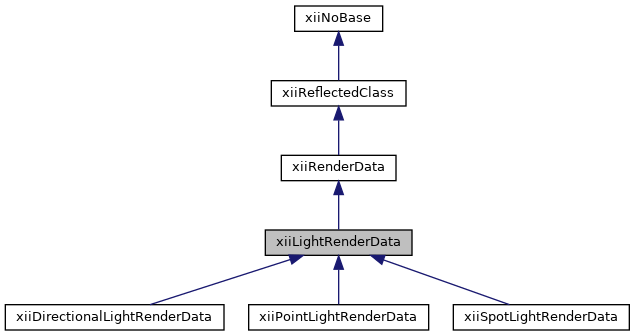 xiiNoBase
xiiReflectedClass
xiiRenderData
xiiLightRenderData
xiiDirectionalLightRenderData
xiiPointLightRenderData
xiiSpotLightRenderData